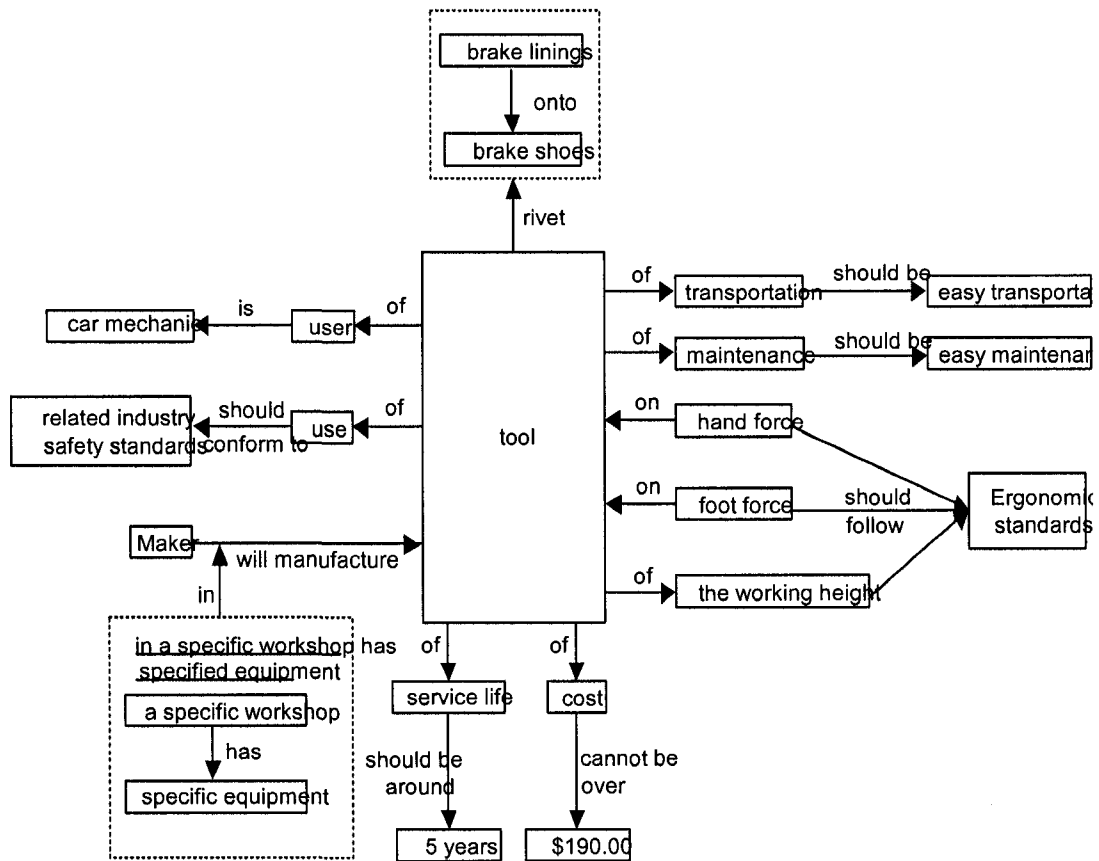 brake linings
onto
brake shoes
rivet
of
transportation
should be
easy transporta
of
maintenance
should be
easy maintenan
car mechanic
is
user
of
related industry
safety standards
should
conform to
use
of
tool
on
hand force
on
foot force
should
follow
Ergonomic
standards
of
the working height
Maker
will manufacture
in
in a specific workshop has
specified equipment
a specific workshop
has
specific equipment
of
service life
should be
around
5 years
of
cost
cannot be
over
$190.00